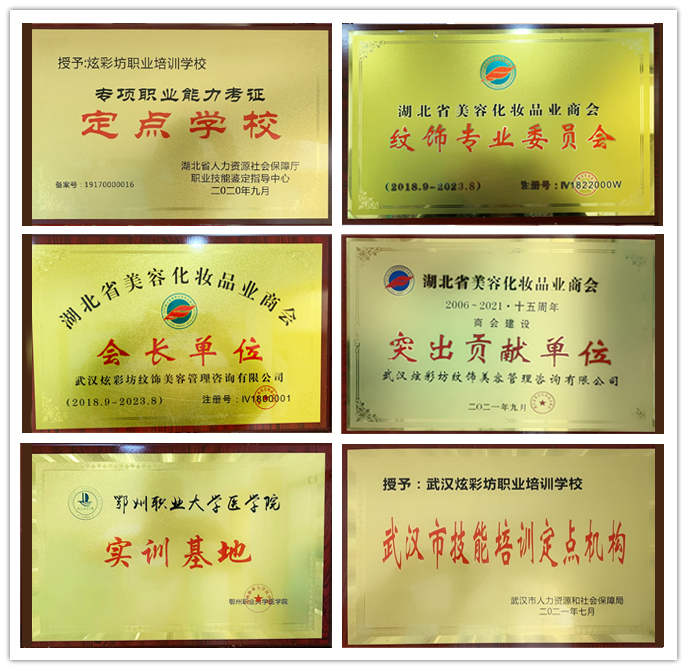 授予:炫彩坊职业培训学校
专项职业能力考证
定点学校
湖北省人力资源社会保障厅
职业技能鉴定指导中心
备案号：19170000016
二〇二〇年九月
湖北省美容化妆品业商会
纹饰专业委员会
(2018.9-2023.8)
注册号：IV1822000W
湖北省美容化妆品业商会
会长单位
武汉炫彩坊纹饰美容管理咨询有限公司
(2018.9-2023.8)
注册号：IV1800001
湖北省美容化妆品业商会
2006-2021·十五周年
商会建设
突出贡献单位
武汉炫彩坊纹饰美容管理咨询有限公司
二〇二一年九月
鄂州职业大学医学院
实训基地
鄂州职业大学医学院
授予：武汉炫彩坊职业培训学校
武汉市技能培训定点机构
武汉市人力资源和社会保障局
二〇二一年七月